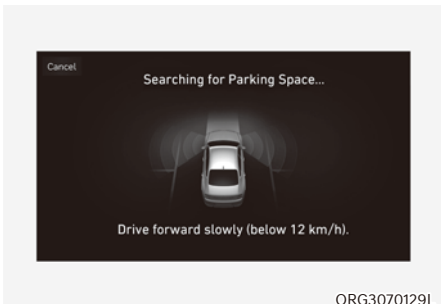 Cancel
Searching for Parking Space...
Drive forward slowly (below 12 km/h).
ORG3070129L